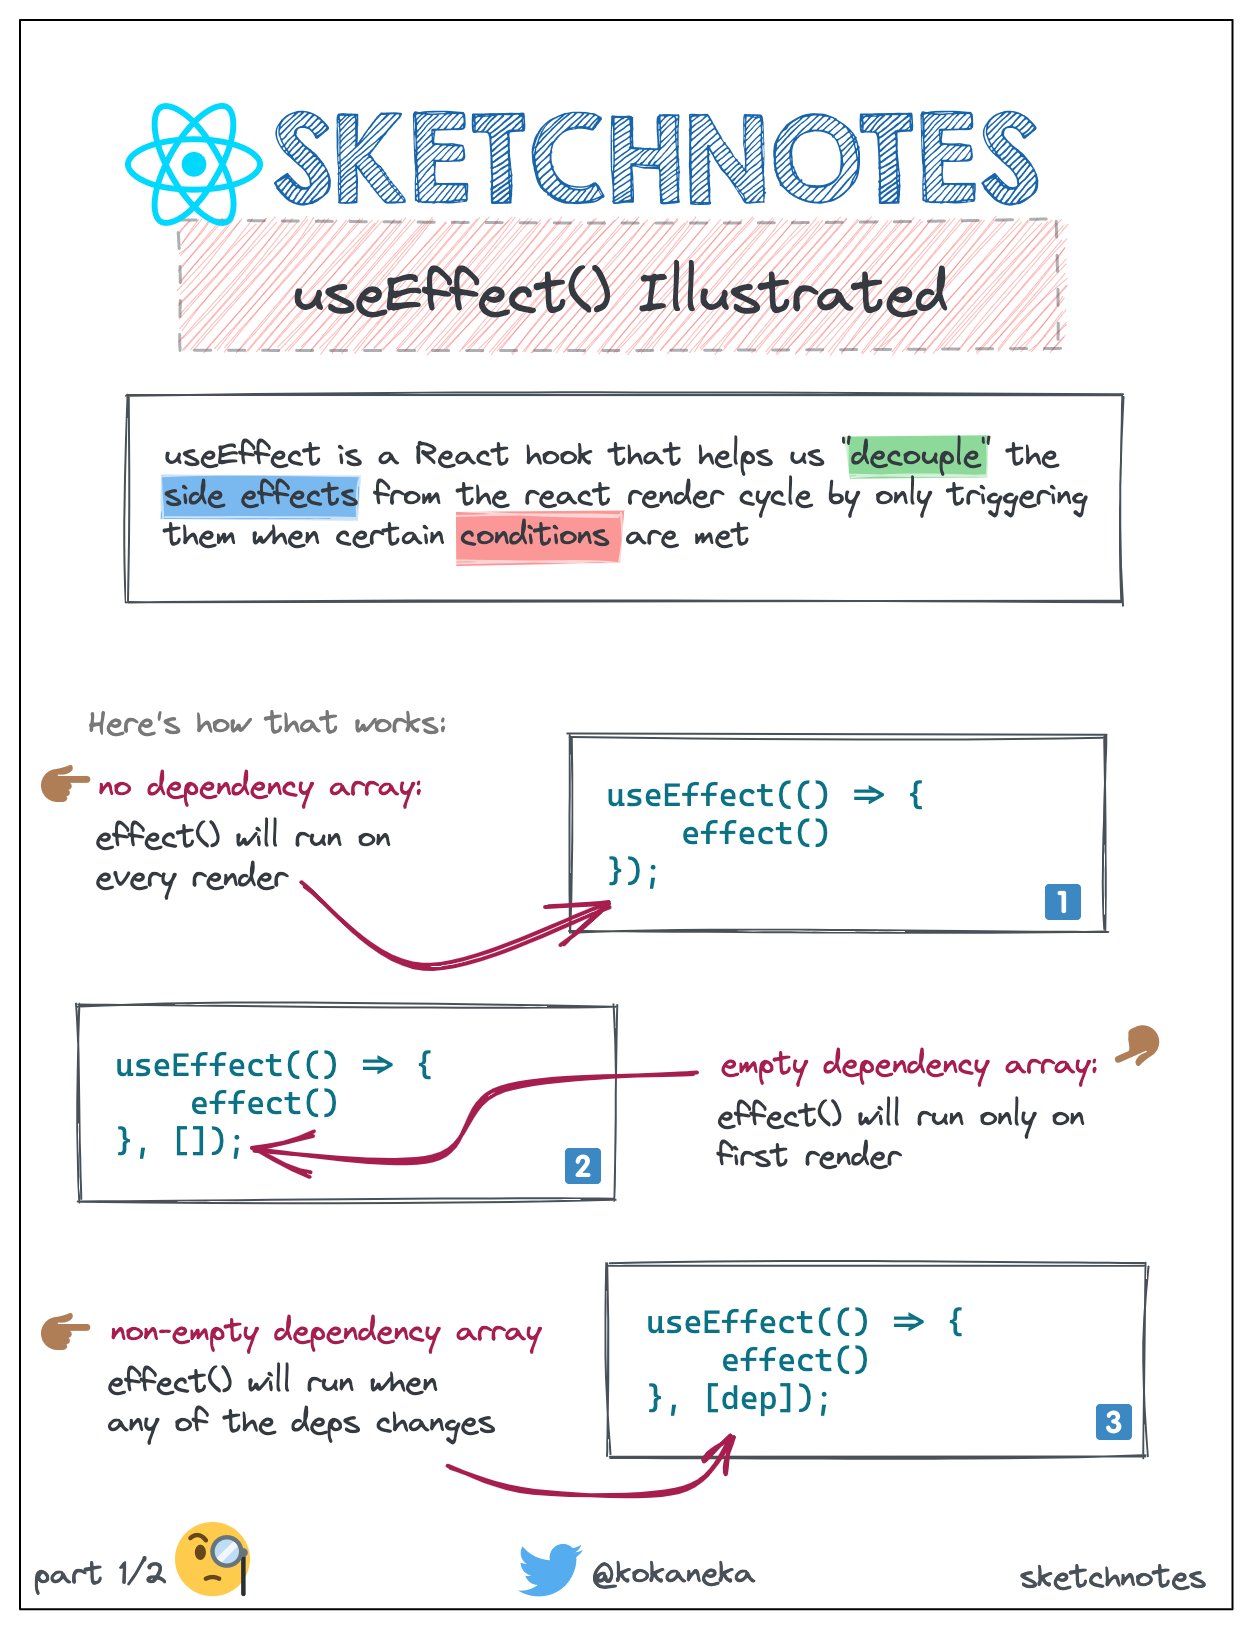 SKETCHNOTES
useEffect() Illustrated
useEffect is a React hook that helps us "decouple" the
side effects from the react render cycle by only triggering
them when certain conditions are met
Here's how that works:
no dependency array:
effect() will run on
every render
useEffect(() => {
effect()
});
1
useEffect(() => {
effect()
}, []);
2
empty dependency array:
effect() will run only on
first render
non-empty dependency array
effect() will run when
any of the deps changes
useEffect(() => {
effect()
}, [dep]);
3
part 1/2
@kokaneka
sketchnotes